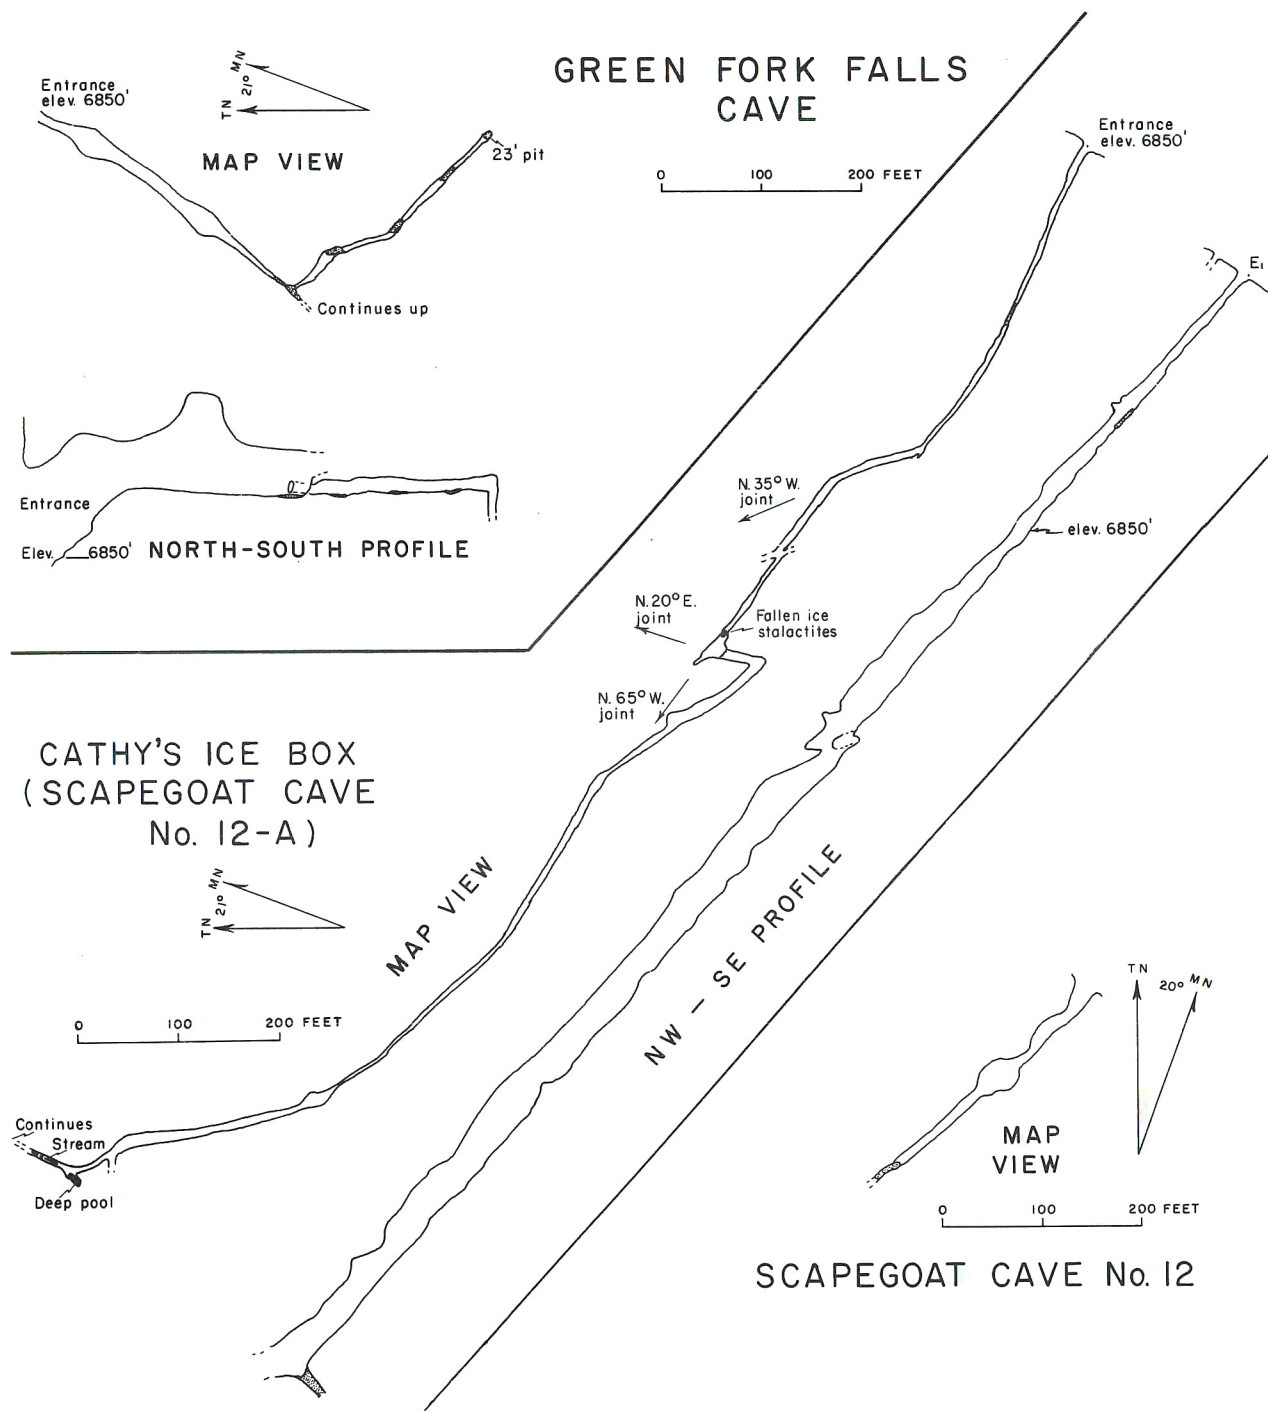 GREEN FORK FALLS
CAVE
0 100 200 FEET
Entrance
elev. 6850'
TN
21° MN
MAP VIEW
23' pit
Continues up
Entrance
Elev. 6850'
NORTH-SOUTH PROFILE
CATHY'S ICE BOX
(SCAPEGOAT CAVE
No. 12-A)
TN
21° MN
0 100 200 FEET
Entrance
elev. 6850'
N. 35° W.
joint
N. 20° E.
joint
Fallen ice
stalactites
N. 65° W.
joint
MAP VIEW
Continues
Stream
Deep pool
E
elev. 6850'
NW - SE PROFILE
TN
20° MN
MAP
VIEW
0 100 200 FEET
SCAPEGOAT CAVE No. 12